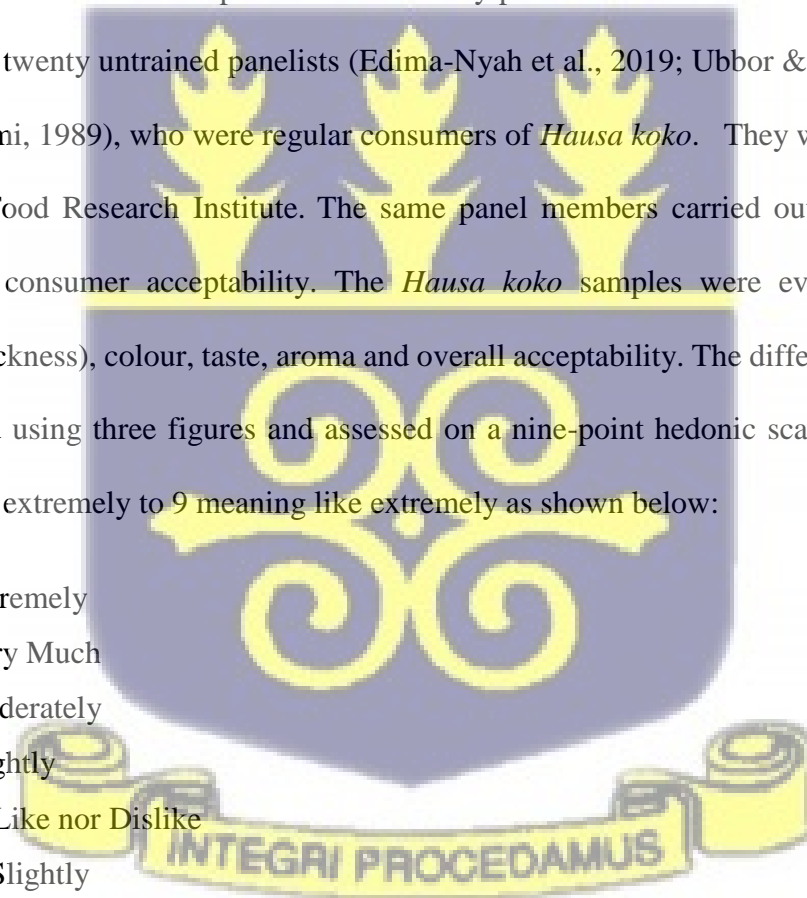 twenty untrained panelists (Edima-Nyah et al., 2019; Ubbor &
ni, 1989), who were regular consumers of Hausa koko. They w
ood Research Institute. The same panel members carried out
consumer acceptability. The Hausa koko samples were ev
ckness), colour, taste, aroma and overall acceptability. The diffe
using three figures and assessed on a nine-point hedonic sca
extremely to 9 meaning like extremely as shown below:
remely
ry Much
derately
ghtly
Like nor Dislike
Slightly
INTEGRI PROCEDAMUS